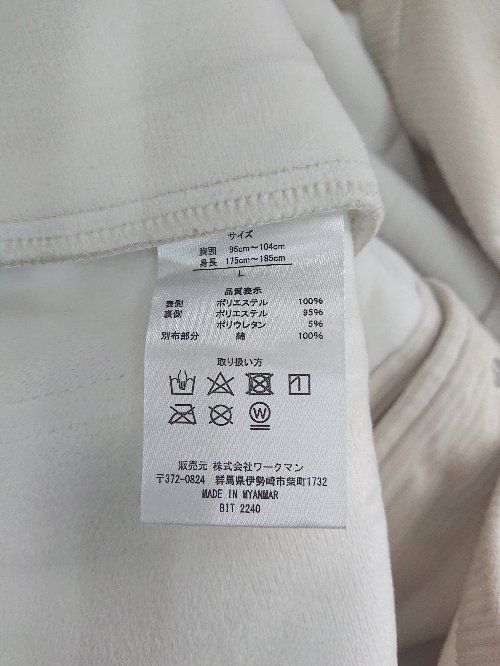 サイズ
胸囲 96cm～104cm
身長 175cm～185cm
L
品質表示
表側 ポリエステル 100%
裏側 ポリエステル 95%
ポリウレタン 5%
別布部分 綿 100%
取り扱い方
W
販売元 株式会社ワークマン
〒372-0824 群馬県伊勢崎市柴町1732
MADE IN MYANMAR
BIT 2240